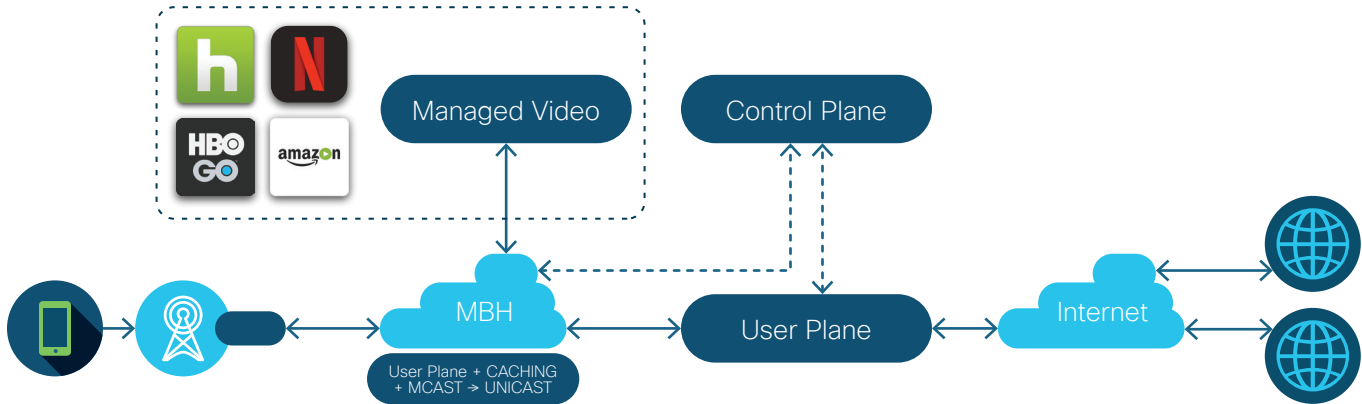 h
N
Managed Video
Control Plane
HBO
GO
amazon
MBH
User Plane
Internet
User Plane + CACHING
+ MCAST → UNICAST